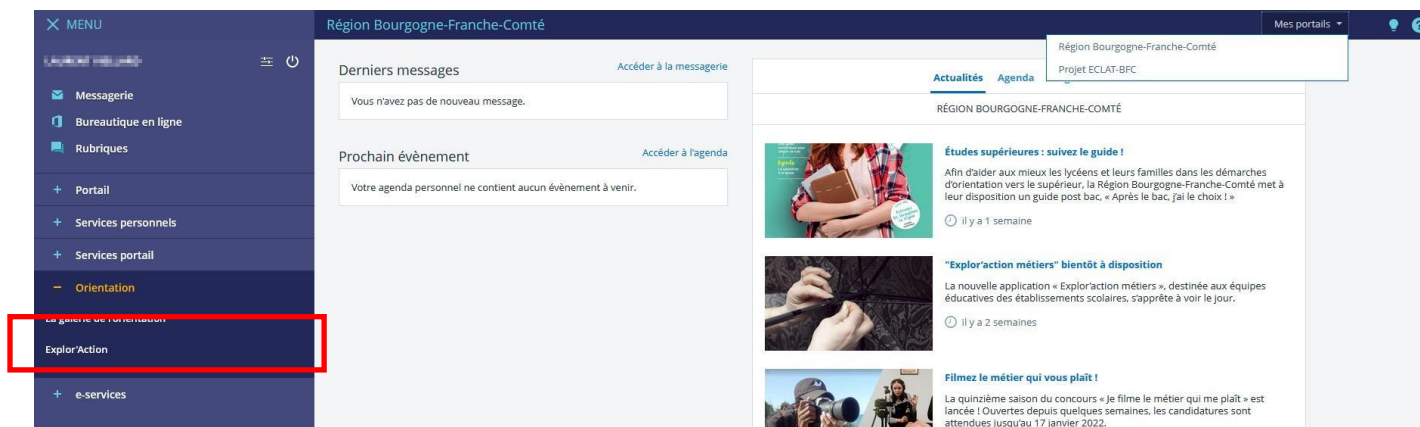 MENU
Messagerie
Bureautique en ligne
Rubriques
+ Portail
+ Services personnels
+ Services portail
− Orientation
La galerie de l'orientation
Explor'Action
+ e-services
Région Bourgogne-Franche-Comté
Mes portails
Région Bourgogne-Franche-Comté
Projet ECLAT-BFC
Derniers messages
Accéder à la messagerie
Vous n'avez pas de nouveau message.
Prochain évènement
Accéder à l'agenda
Votre agenda personnel ne contient aucun évènement à venir.
Actualités Agenda
RÉGION BOURGOGNE-FRANCHE-COMTÉ
Études supérieures : suivez le guide !
Afin d'aider aux mieux les lycéens et leurs familles dans les démarches
d'orientation vers le supérieur, la Région Bourgogne-Franche-Comté met à
leur disposition un guide post bac, « Après le bac, j'ai le choix ! »
il y a 1 semaine
"Explor'action métiers" bientôt à disposition
La nouvelle application « Explor'action métiers », destinée aux équipes
éducatives des établissements scolaires, s'apprête à voir le jour.
il y a 2 semaines
Filmez le métier qui vous plaît !
La quinzième saison du concours « Je filme le métier qui me plaît » est
lancée ! Ouvertes depuis quelques semaines, les candidatures sont
attendues jusqu'au 17 janvier 2022.